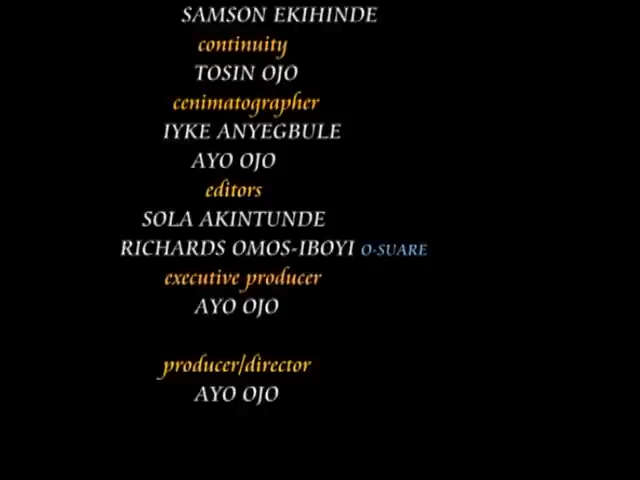 SAMSON EKIHINDE
continuity
TOSIN OJO
cenimatographer
IYKE ANYEGBULE
AYO OJO
editors
SOLA AKINTUNDE
RICHARDS OMOS-IBOYI O-SUARE
executive producer
AYO OJO
producer/director
AYO OJO